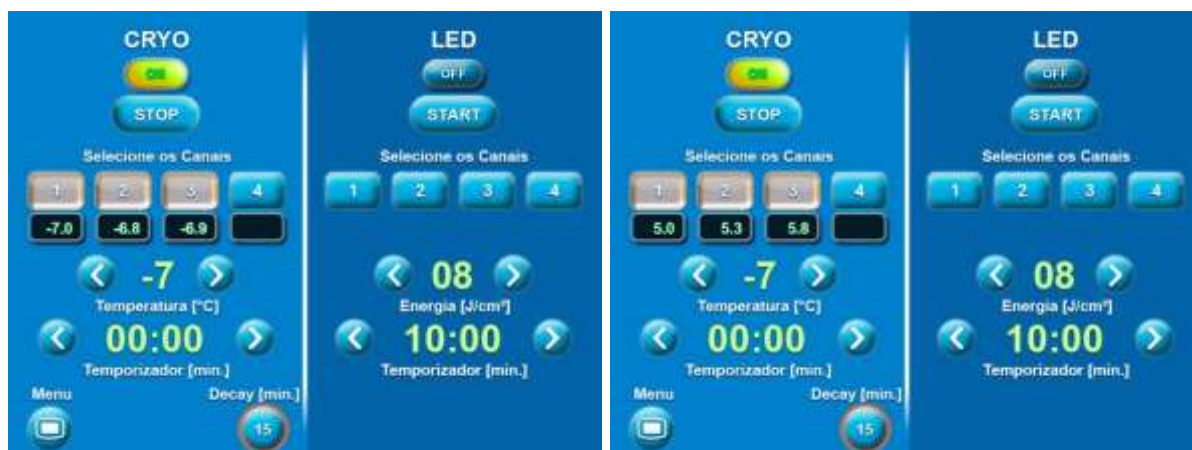 CRYO
ON
STOP
Selecione os Canais
1 2 3 4
-7.0 -6.8 -6.9
-7
Temperatura [°C]
00:00
Temporizador [min.]
Menu Decay [min.]
15
LED
OFF
START
Selecione os Canais
1 2 3 4
08
Energia [J/cm²]
10:00
Temporizador [min.]
CRYO
ON
STOP
Selecione os Canais
1 2 3 4
5.0 5.3 5.8
-7
Temperatura [°C]
00:00
Temporizador [min.]
Menu Decay [min.]
15
LED
OFF
START
Selecione os Canais
1 2 3 4
08
Energia [J/cm²]
10:00
Temporizador [min.]